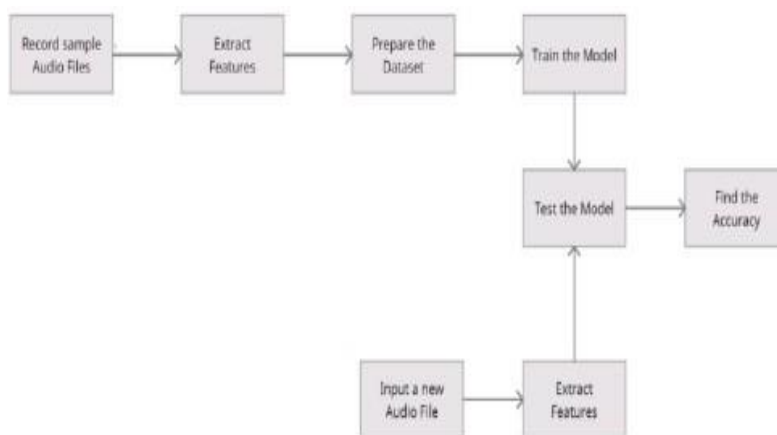 Record sample
Audio Files
Extract
Features
Prepare the
Dataset
Train the Model
Test the Model
Find the
Accuracy
Input a new
Audio File
Extract
Features